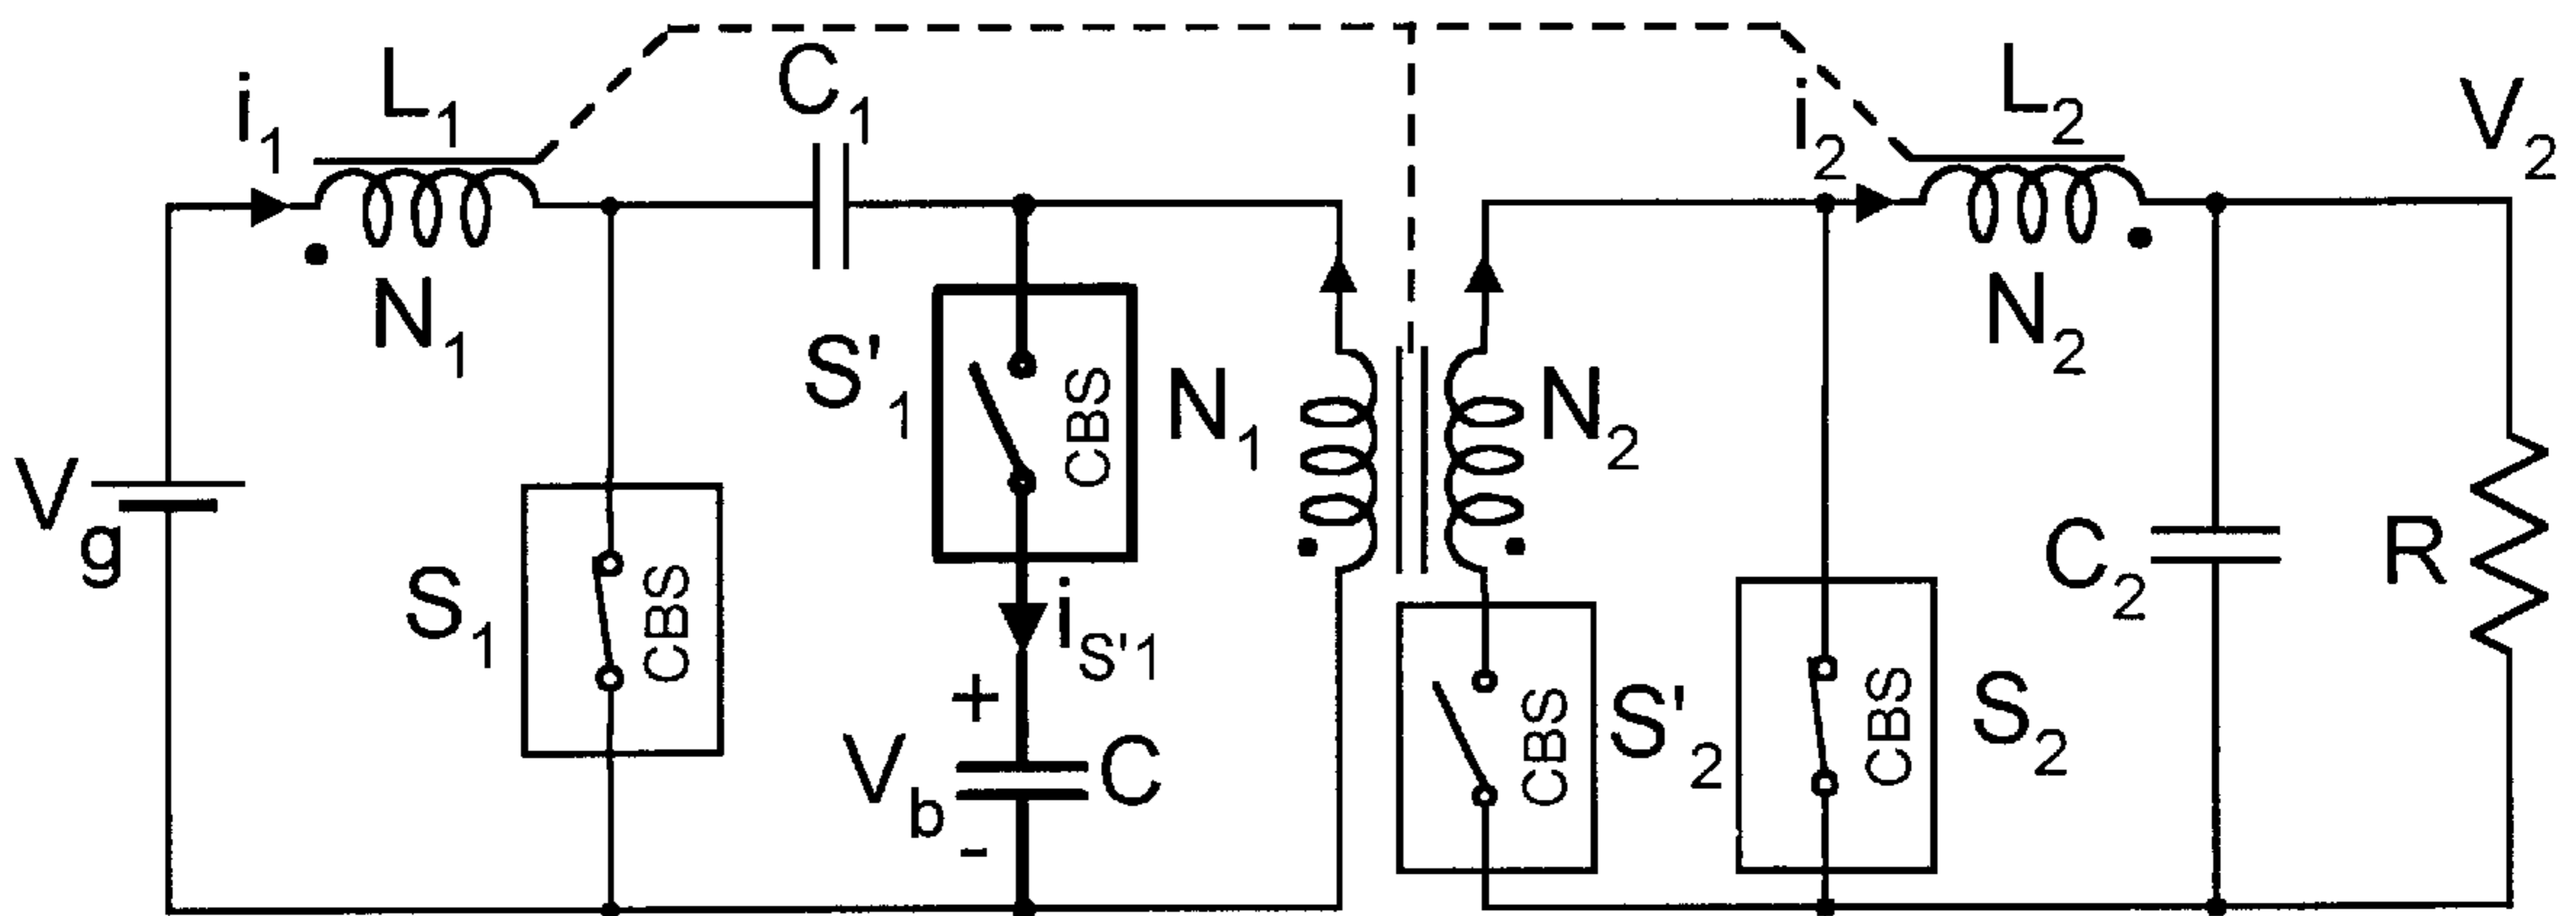 i1
L1
C1
i2
L2
V2
N1
N2
S'1
CBS
N1
N2
Vg
S1
CBS
iS'1
+
Vb
-
C
CBS
S'2
CBS
S2
C2
R